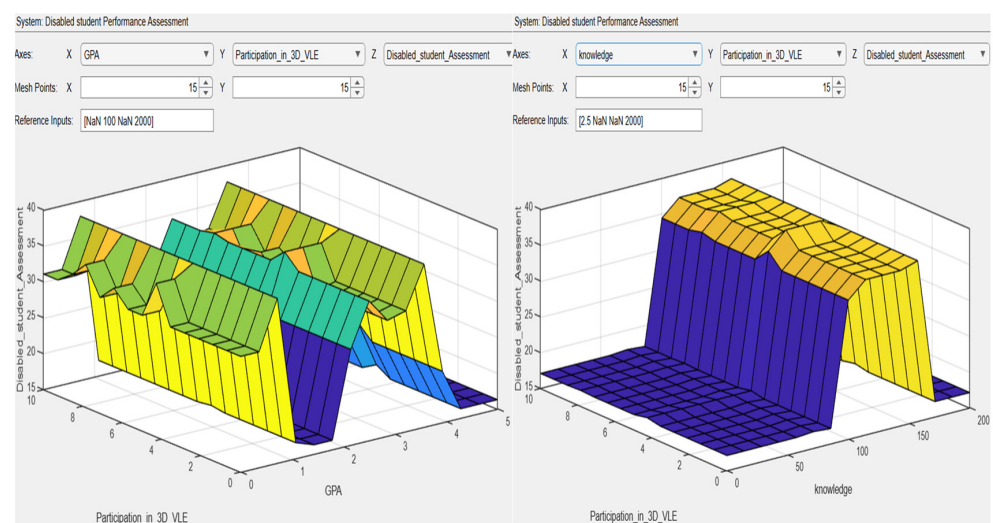 System: Disabled student Performance Assessment
Axes: X GPA Y Participation_in_3D_VLE Z Disabled_student_Assessment
Mesh Points: X 15 Y 15
Reference Inputs: [NaN 100 NaN 2000]
Disabled_student_Assessment
40
35
30
25
20
15
10
8
6
4
2
0
0
1
2
3
4
5
GPA
Participation_in_3D_VLE
System: Disabled student Performance Assessment
Axes: X knowledge Y Participation_in_3D_VLE Z Disabled_student_Assessment
Mesh Points: X 15 Y 15
Reference Inputs: [2.5 NaN NaN 2000]
Disabled_student_Assessment
40
35
30
25
20
15
10
8
6
4
2
0
0
50
100
150
200
knowledge
Participation_in_3D_VLE